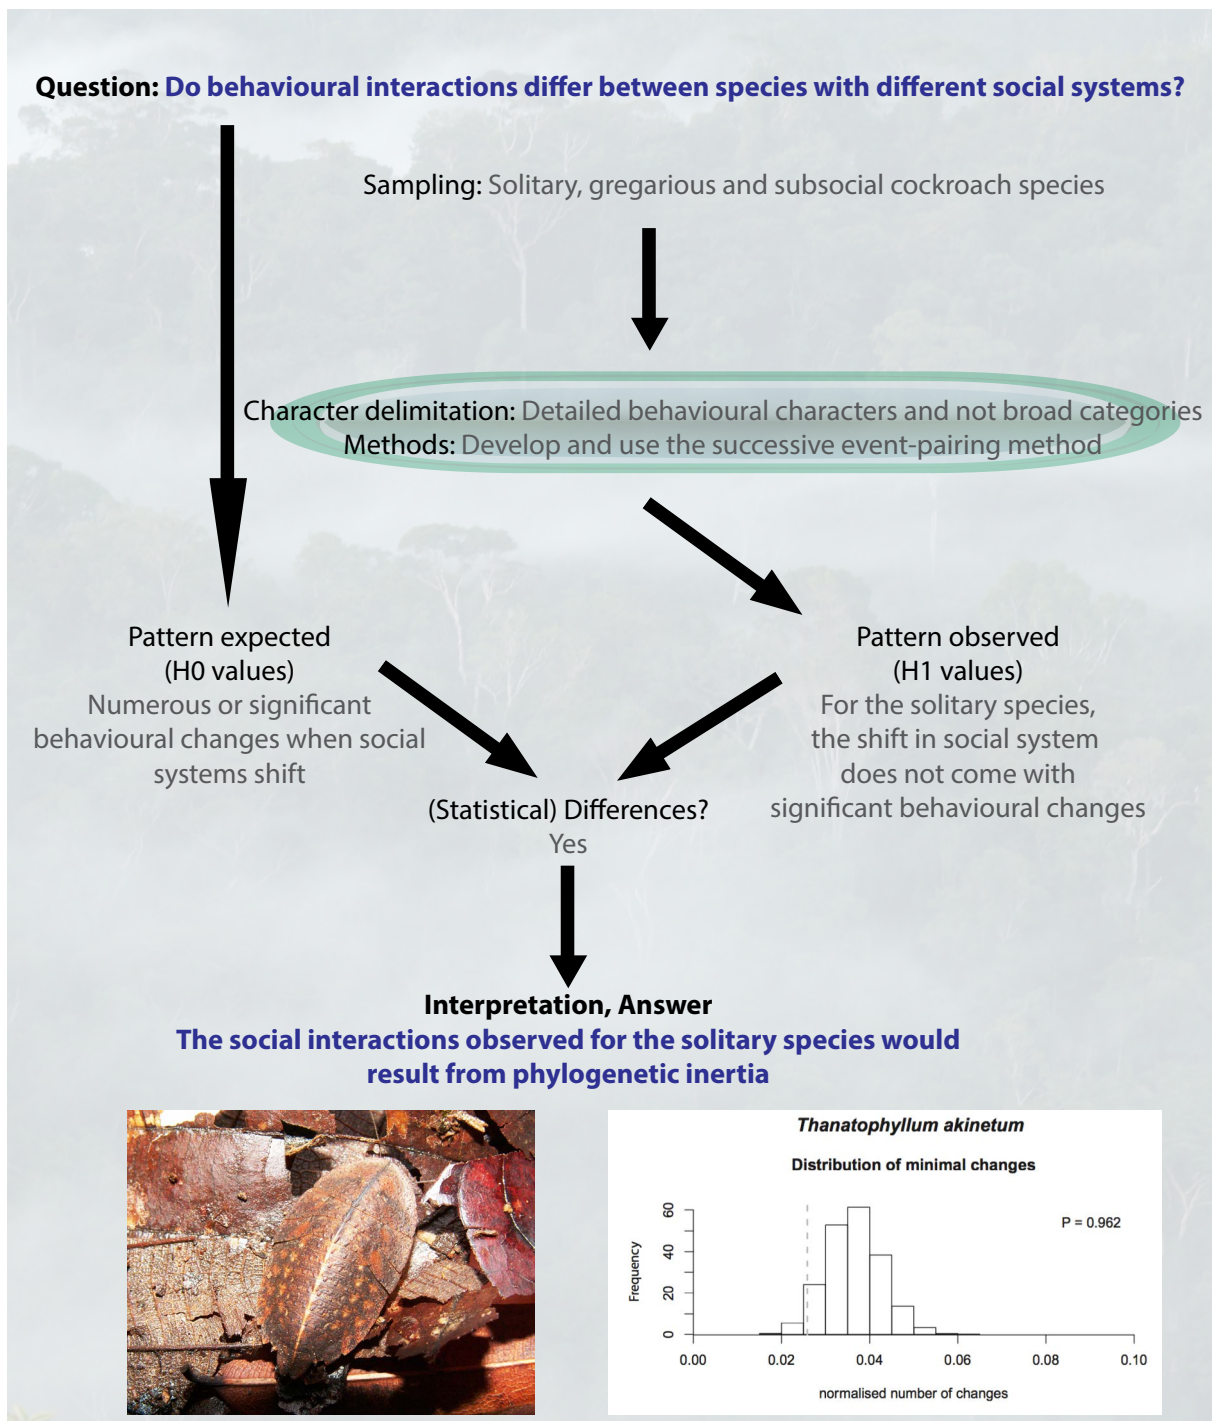 Question: Do behavioural interactions differ between species with different social systems?
Sampling: Solitary, gregarious and subsocial cockroach species
Character delimitation: Detailed behavioural characters and not broad categories
Methods: Develop and use the successive event-pairing method
Pattern expected
(H0 values)
Numerous or significant
behavioural changes when social
systems shift
Pattern observed
(H1 values)
For the solitary species,
the shift in social system
does not come with
significant behavioural changes
(Statistical) Differences?
Yes
Interpretation, Answer
The social interactions observed for the solitary species would
result from phylogenetic inertia
Thanatophyllum akinetum
Distribution of minimal changes
P = 0.962
Frequency
60
40
20
0
0.00 0.02 0.04 0.06 0.08 0.10
normalised number of changes